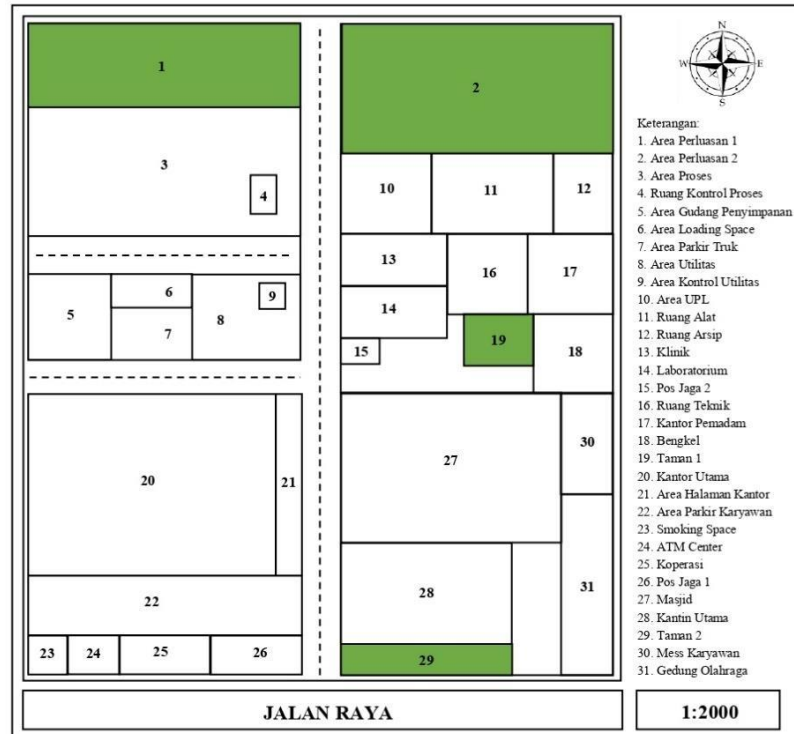 N
W
E
S
1
2
3
4
10
11
12
13
16
17
5
6
7
8
9
14
15
19
18
20
21
27
30
22
28
31
23
24
25
26
29
Keterangan:
1. Area Perluasan 1
2. Area Perluasan 2
3. Area Proses
4. Ruang Kontrol Proses
5. Area Gudang Penyimpanan
6. Area Loading Space
7. Area Parkir Truk
8. Area Utilitas
9. Area Kontrol Utilitas
10. Area UPL
11. Ruang Alat
12. Ruang Arsip
13. Klinik
14. Laboratorium
15. Pos Jaga 2
16. Ruang Teknik
17. Kantor Pemadam
18. Bengkel
19. Taman 1
20. Kantor Utama
21. Area Halaman Kantor
22. Area Parkir Karyawan
23. Smoking Space
24. ATM Center
25. Koperasi
26. Pos Jaga 1
27. Masjid
28. Kantin Utama
29. Taman 2
30. Mess Karyawan
31. Gedung Olahraga
JALAN RAYA
1:2000